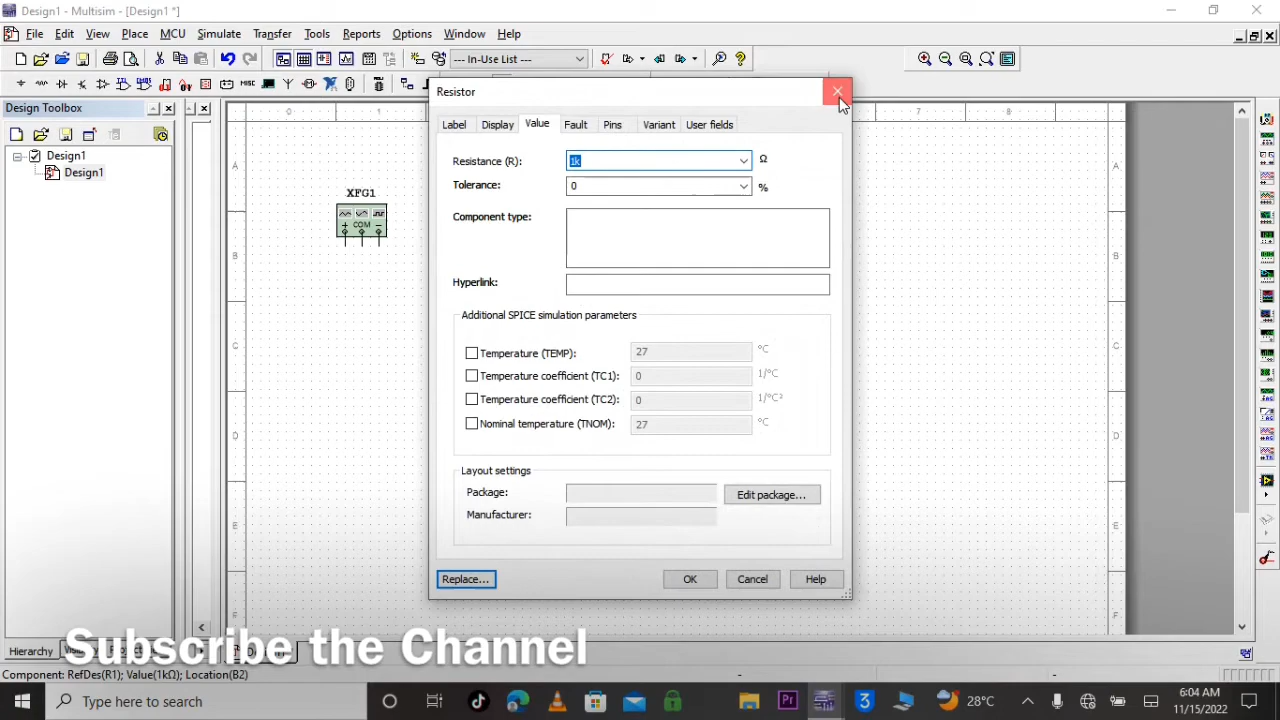 Design1 - Multisim - [Design1 *]
File Edit View Place MCU Simulate Transfer Tools Reports Options Window Help
-- In-Use List --
Design Toolbox
Design1
Design1
0 1 7 8
A
B
C
D
E
F
A
B
C
D
E
F
XFG1
COM
Resistor
Label Display Value Fault Pins Variant User fields
Resistance (R): 1k Ω
Tolerance: 0 %
Component type:
Hyperlink:
Additional SPICE simulation parameters
Temperature (TEMP): 27 °C
Temperature coefficient (TC1): 0 1/°C
Temperature coefficient (TC2): 0 1/°C²
Nominal temperature (TNOM): 27 °C
Layout settings
Package: Edit package...
Manufacturer:
Replace... OK Cancel Help
Subscribe the Channel
Hierarchy
Component: RefDes(R1); Value(1kΩ); Location(B2)
Type here to search
28°C
6:04 AM
11/15/2022